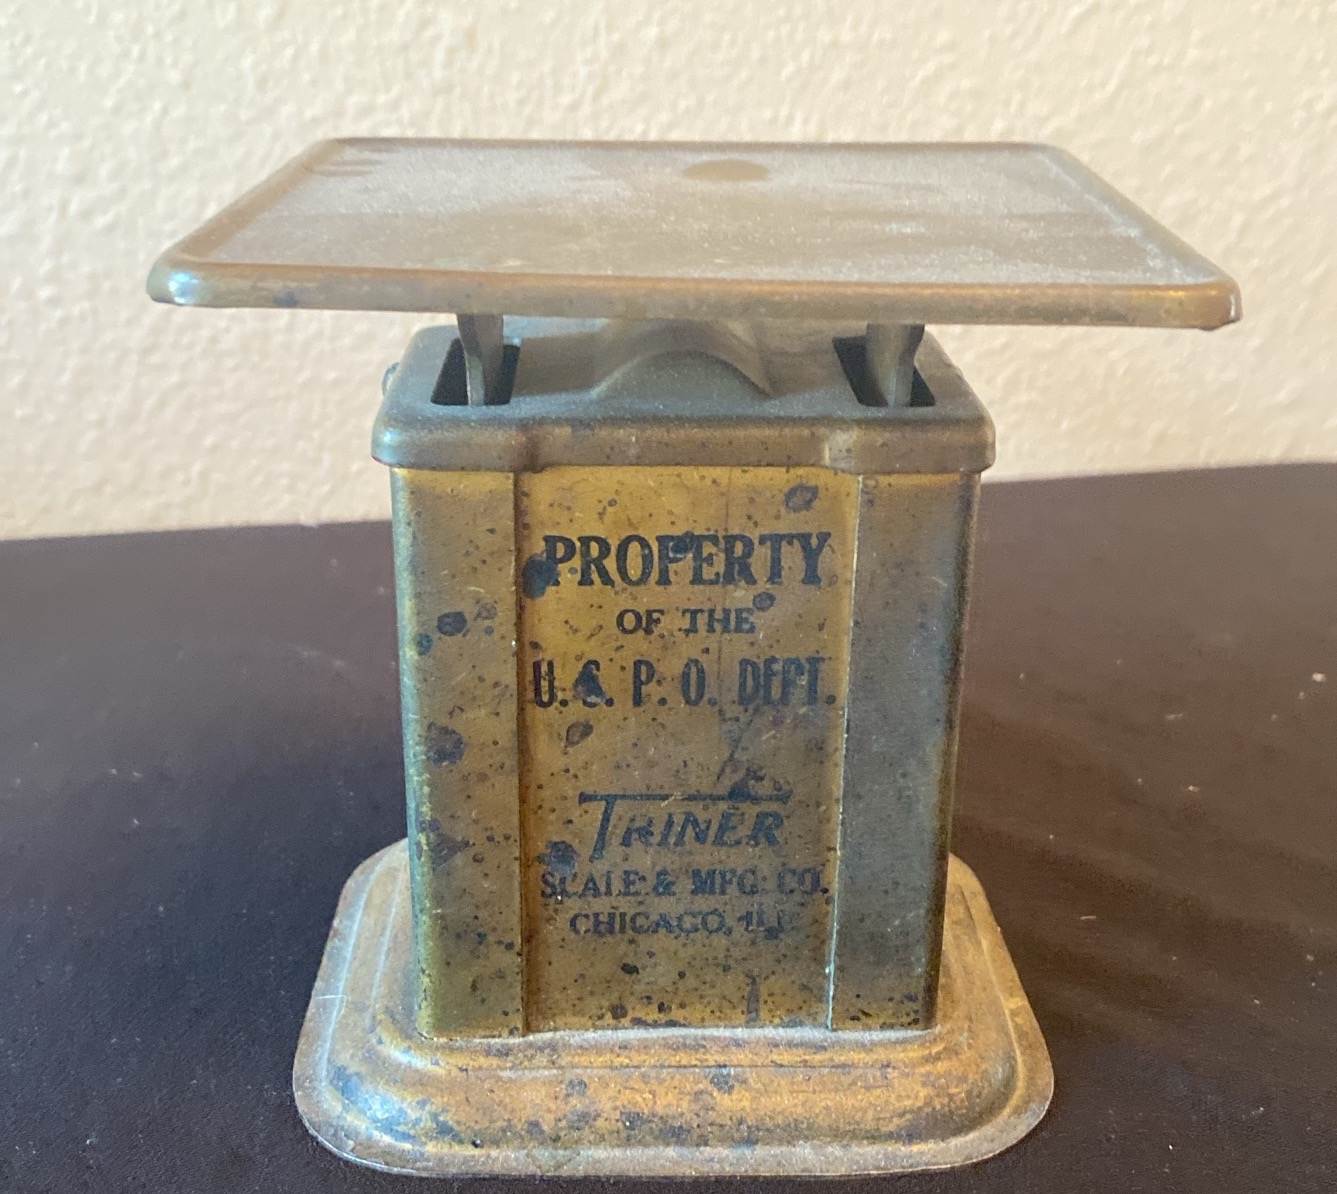 PROPERTY
OF THE
U. S. P. O. DEPT.
TRINER
SCALE & MFG. CO.
CHICAGO, ILL.